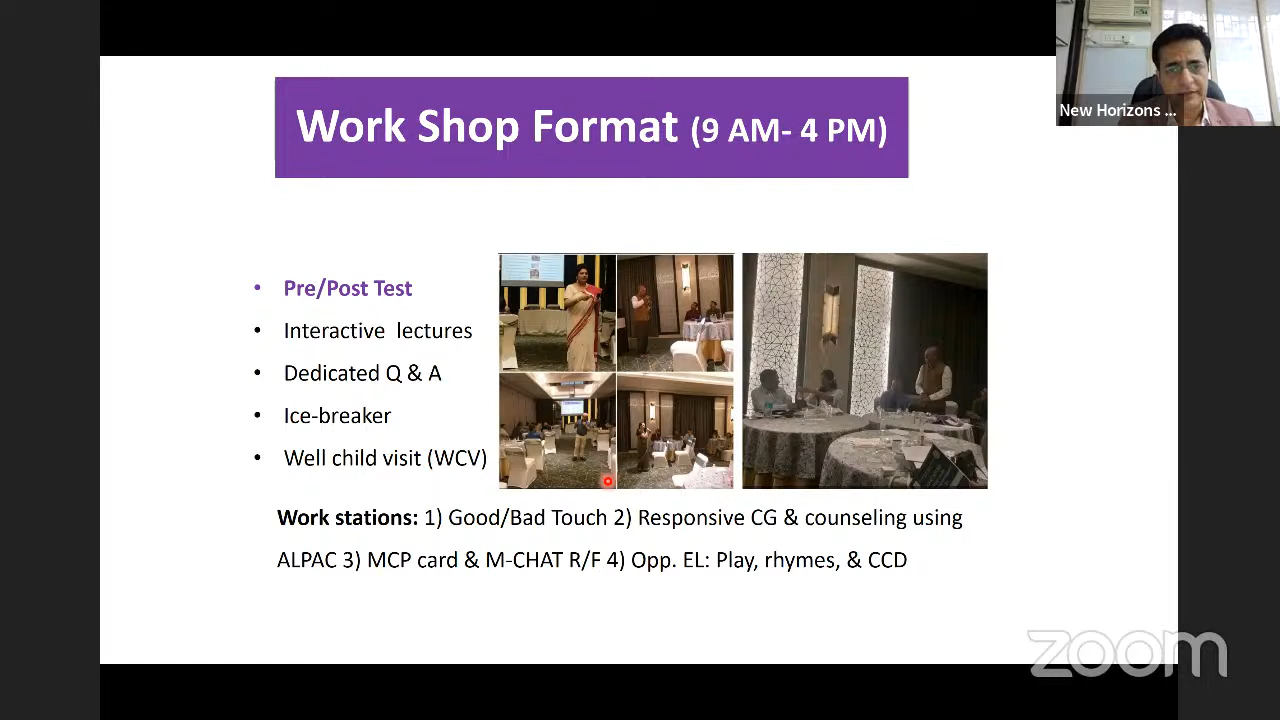 New Horizons ...
Work Shop Format (9 AM- 4 PM)
• Pre/Post Test
• Interactive lectures
• Dedicated Q & A
• Ice-breaker
• Well child visit (WCV)
Work stations: 1) Good/Bad Touch 2) Responsive CG & counseling using
ALPAC 3) MCP card & M-CHAT R/F 4) Opp. EL: Play, rhymes, & CCD
zoom